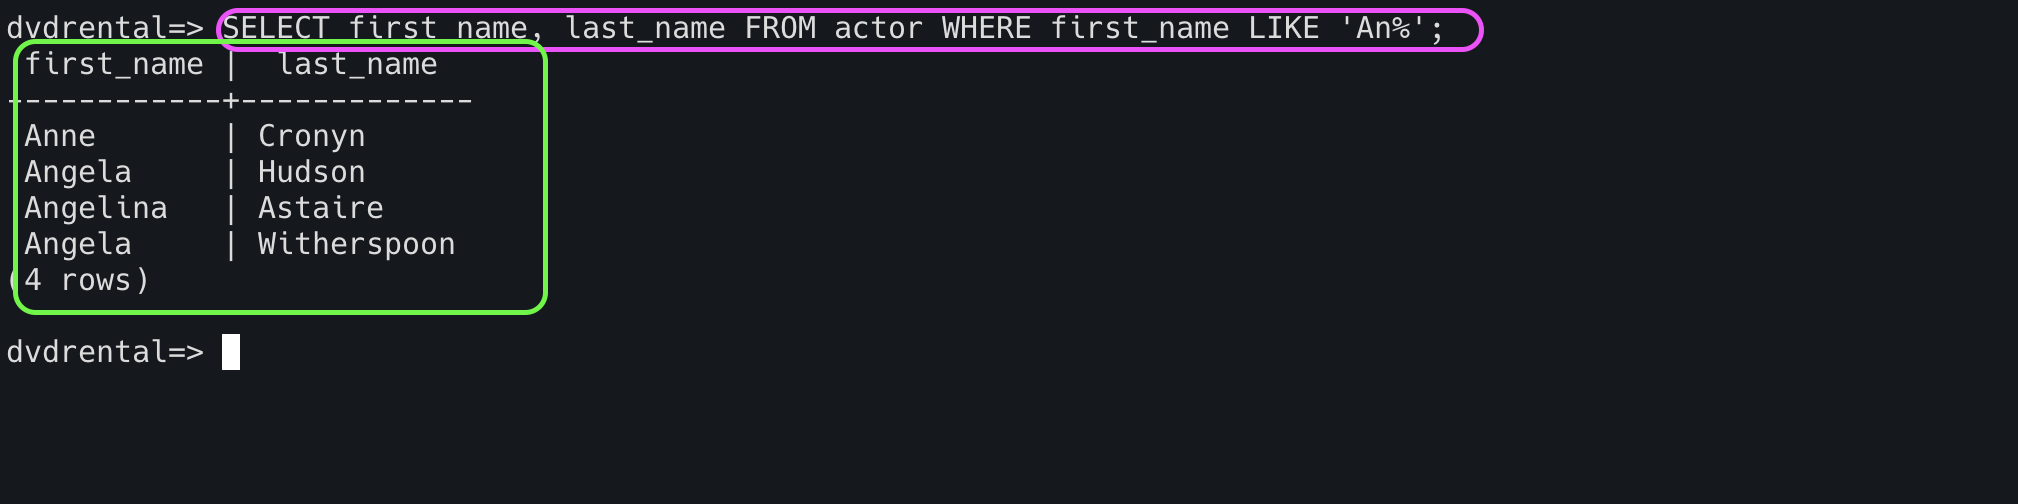 dvdrental=> SELECT first_name, last_name FROM actor WHERE first_name LIKE 'An%';
 first_name |  last_name
------------+-------------
 Anne       | Cronyn
 Angela     | Hudson
 Angelina   | Astaire
 Angela     | Witherspoon
(4 rows)
dvdrental=>